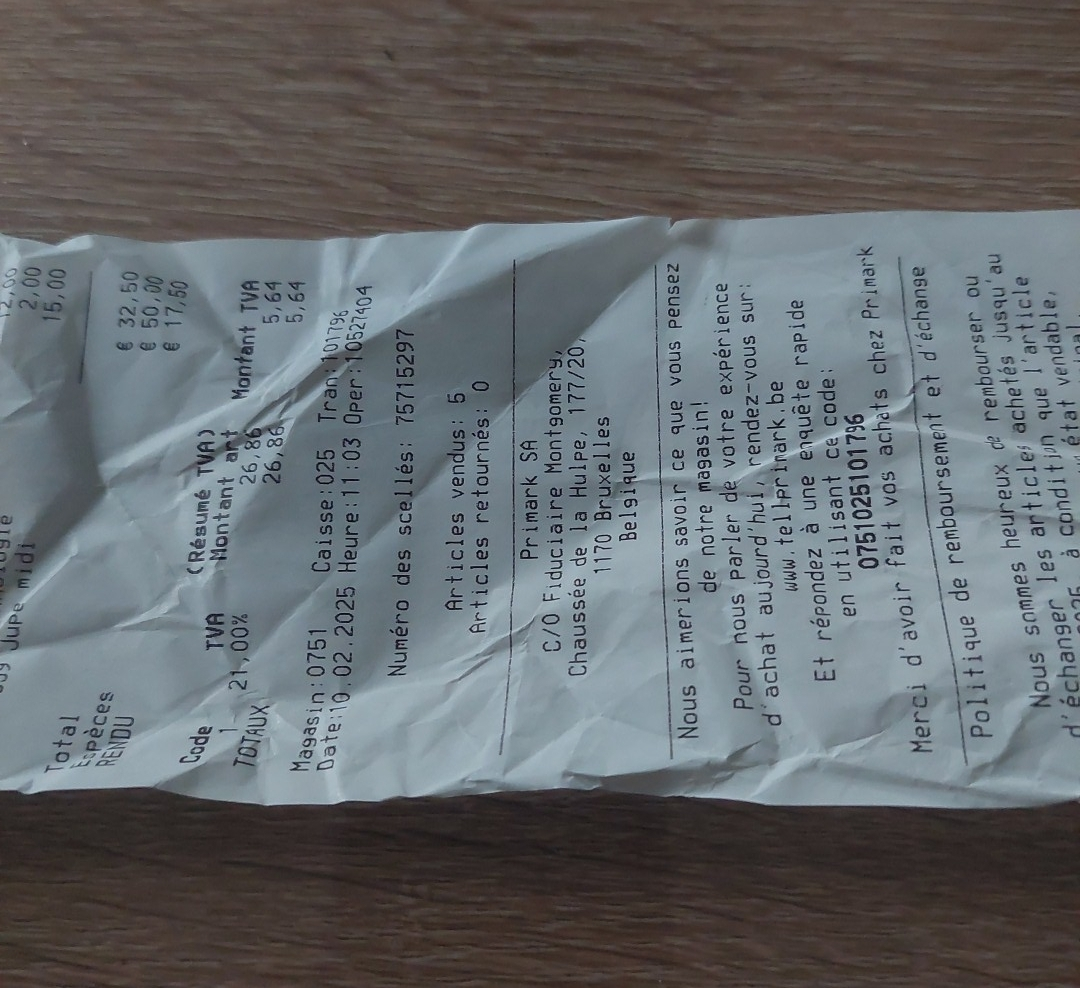 12,00
2,00
Jupe midi 15,00
Total € 32,50
Espèces € 50,00
RENDU € 17,50
(Résumé TVA)
Code TVA Montant art Montant TVA
1 21,00% 26,86 5,64
TOTAUX 26,86 5,64
Magasin:0751 Caisse:025 Tran:101796
Date:10.02.2025 Heure:11:03 Oper:10527404
Numéro des scellés: 75715297
Articles vendus: 5
Articles retournés: 0
Primark SA
C/O Fiduciaire Montgomery,
Chaussée de la Hulpe, 177/20,
1170 Bruxelles
Belgique
Nous aimerions savoir ce que vous pensez
de notre magasin!
Pour nous parler de votre expérience
d'achat aujourd'hui, rendez-vous sur:
www.tellprimark.be
Et répondez à une enquête rapide
en utilisant ce code:
0751025101796
Merci d'avoir fait vos achats chez Primark
Politique de remboursement et d'échange
Nous sommes heureux de rembourser ou
d'échanger les articles achetés jusqu'au
à condition que l'article
état vendable,